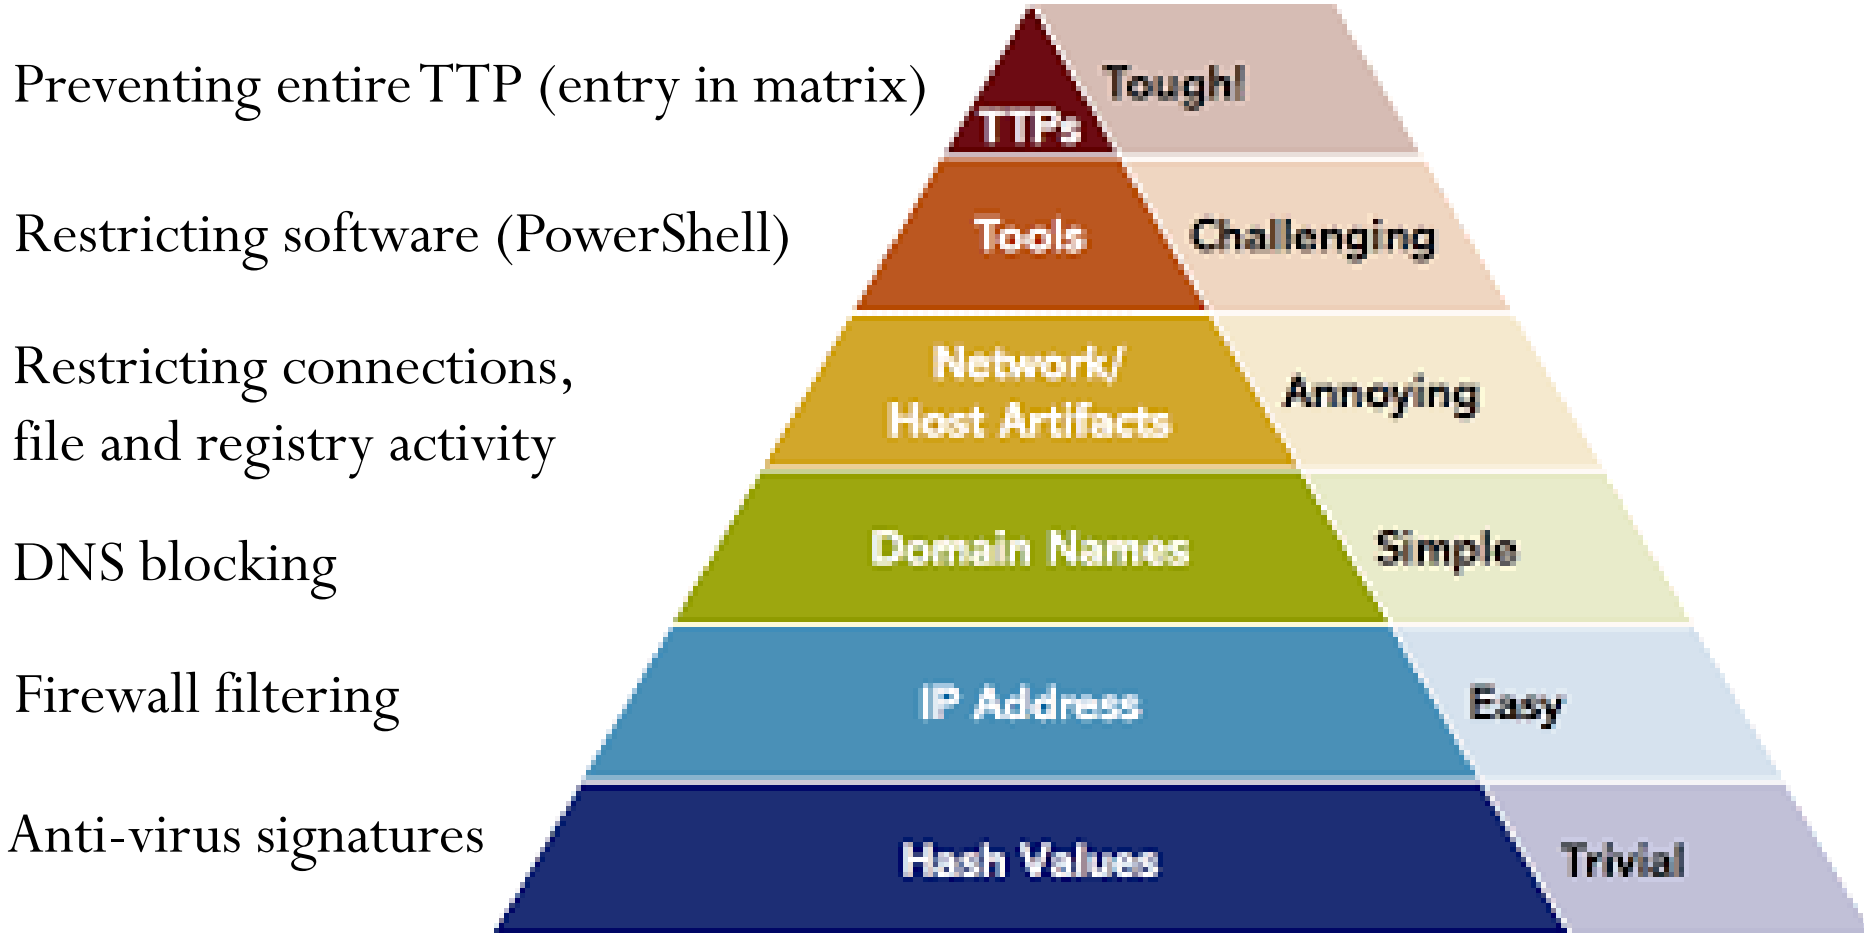 Preventing entire TTP (entry in matrix)
TTPs
Tough!
Restricting software (PowerShell)
Tools
Challenging
Restricting connections,
file and registry activity
Network/
Host Artifacts
Annoying
DNS blocking
Domain Names
Simple
Firewall filtering
IP Address
Easy
Anti-virus signatures
Hash Values
Trivial